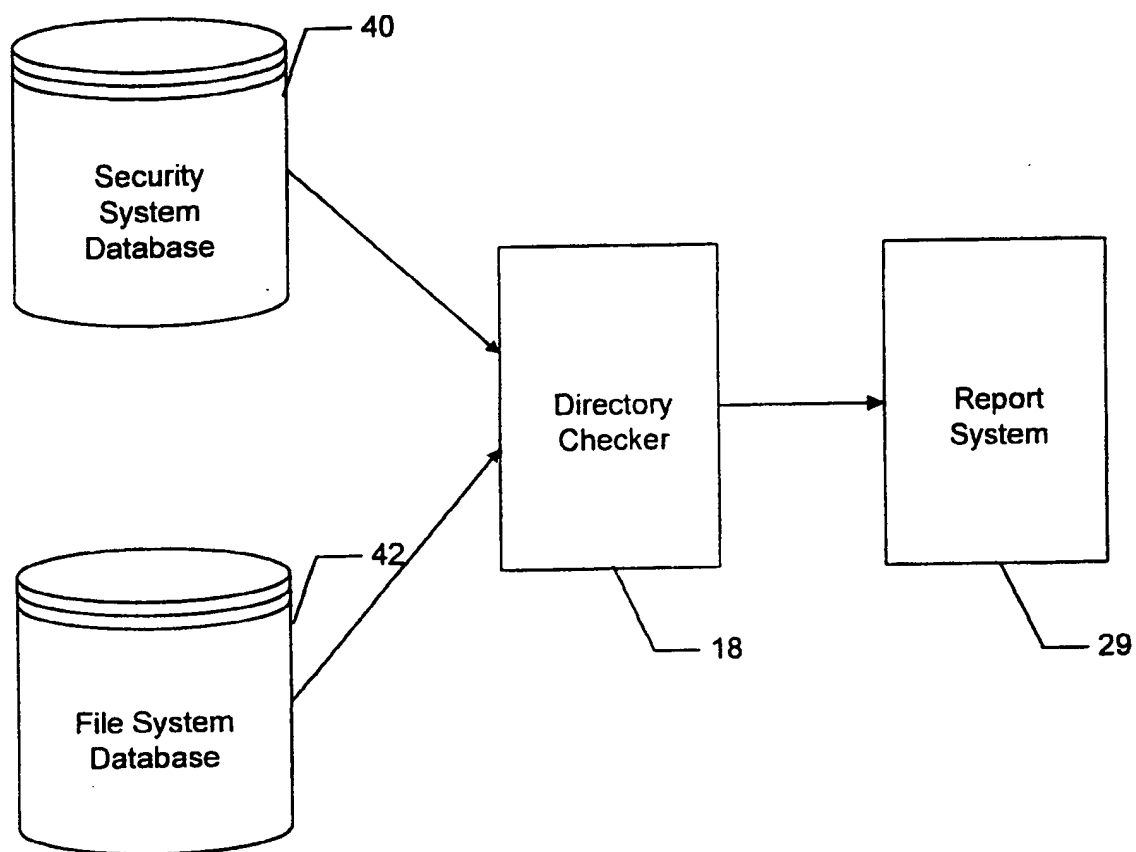 40
Security
System
Database
Directory
Checker
Report
System
42
18
29
File System
Database